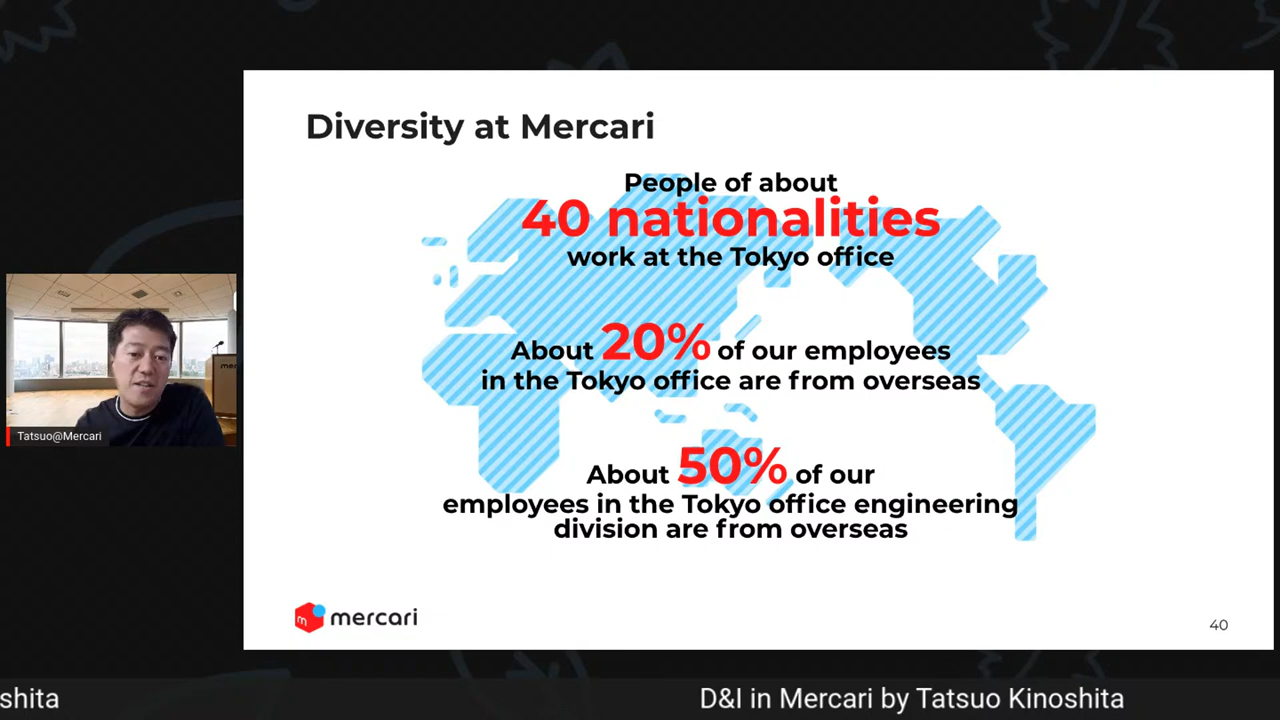 Diversity at Mercari
People of about
40 nationalities
work at the Tokyo office
About 20% of our employees
in the Tokyo office are from overseas
About 50% of our
employees in the Tokyo office engineering
division are from overseas
mercari
40
mer
Tatsuo@Mercari
shita
D&I in Mercari by Tatsuo Kinoshita